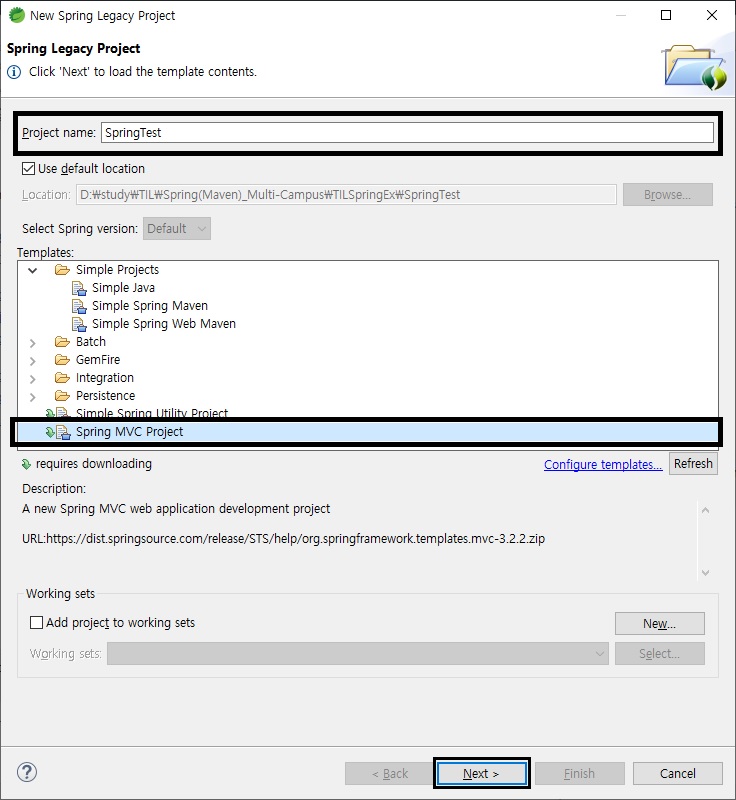 New Spring Legacy Project
Spring Legacy Project
Click 'Next' to load the template contents.
Project name: SpringTest
Use default location
Location: D:₩study₩TIL₩Spring(Maven)_Multi-Campus₩TILSpringEx₩SpringTest Browse...
Select Spring version: Default
Templates:
Simple Projects
Simple Java
Simple Spring Maven
Simple Spring Web Maven
Batch
GemFire
Integration
Persistence
Simple Spring Utility Project
Spring MVC Project
requires downloading Configure templates... Refresh
Description:
A new Spring MVC web application development project
URL:https://dist.springsource.com/release/STS/help/org.springframework.templates.mvc-3.2.2.zip
Working sets
Add project to working sets New...
Working sets: Select...
? < Back Next > Finish Cancel